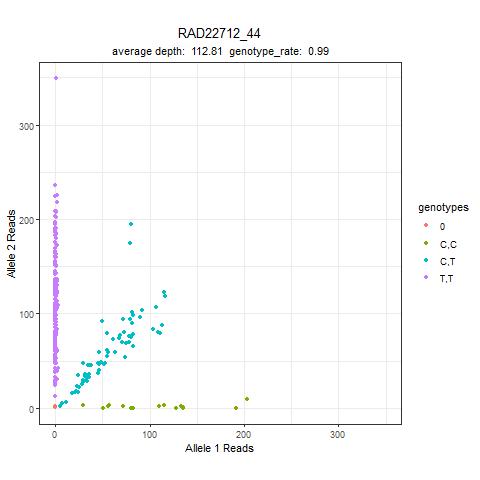 RAD22712_44
average depth:  112.81  genotype_rate:  0.99
300
200
100
0
Allele 2 Reads
0
100
200
300
Allele 1 Reads
genotypes
0
C,C
C,T
T,T